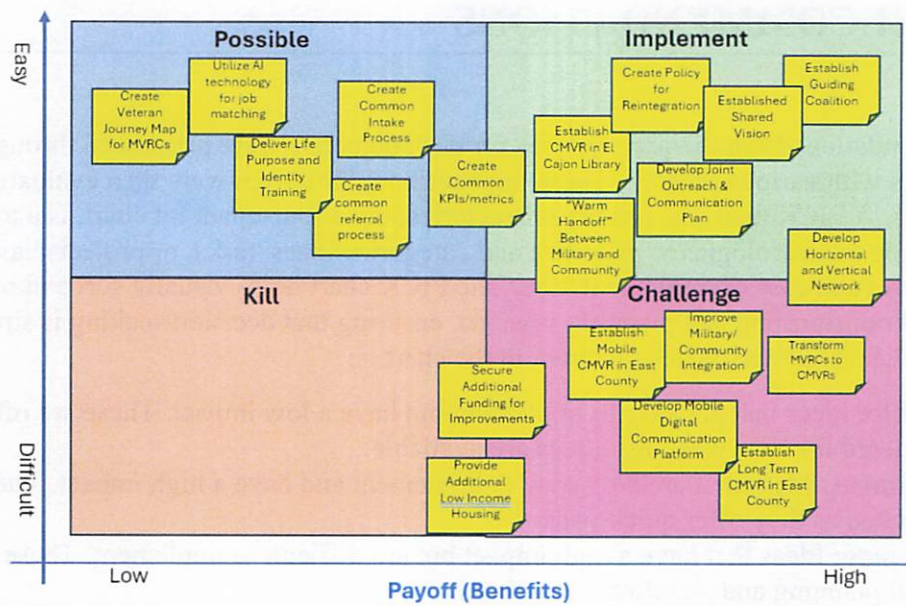 Easy
Difficult
Possible
Create
Veteran
Journey Map
for MVRCs
Utilize AI
technology
for job
matching
Deliver Life
Purpose and
Identity
Training
Create
Common
Intake
Process
Create
common
referral
process
Create
Common
KPIs/metrics
Implement
Establish
CMVR in El
Cajon Library
Create Policy
for
Reintegration
Established
Shared
Vision
Establish
Guiding
Coalition
Develop Joint
Outreach &
Communication
Plan
"Warm
Handoff"
Between
Military and
Community
Develop
Horizontal
and Vertical
Network
Kill
Secure
Additional
Funding for
Improvements
Provide
Additional
Low Income
Housing
Challenge
Establish
Mobile
CMVR in East
County
Improve
Military/
Community
Integration
Transform
MVRCs to
CMVRs
Develop Mobile
Digital
Communication
Platform
Establish
Long Term
CMVR in East
County
Low
Payoff (Benefits)
High